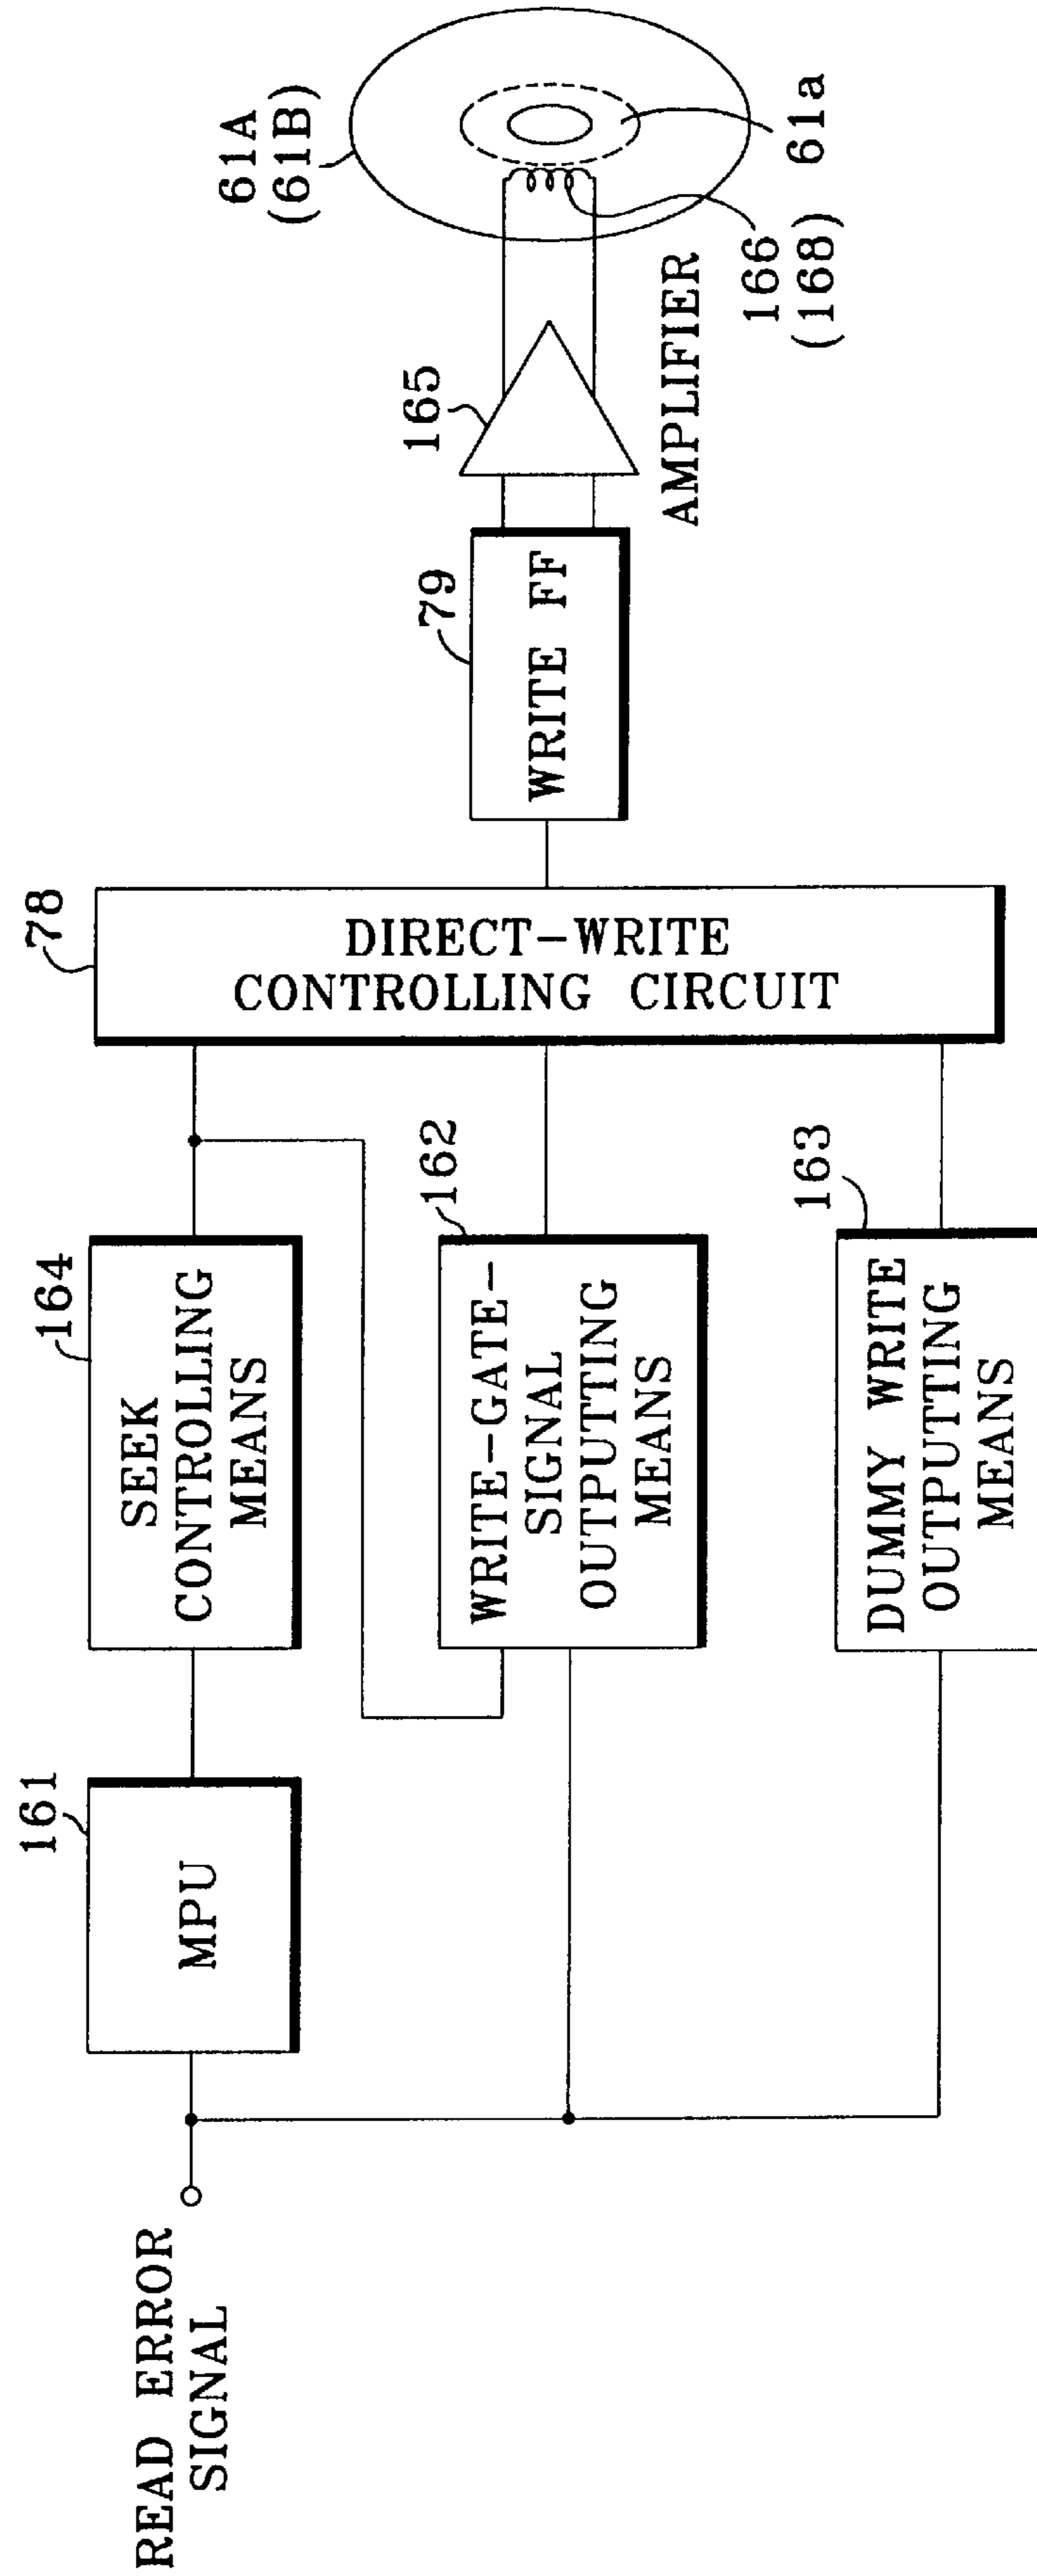 READ ERROR
SIGNAL
161
MPU
164
SEEK
CONTROLLING
MEANS
162
WRITE-GATE-
SIGNAL
OUTPUTTING
MEANS
163
DUMMY WRITE
OUTPUTTING
MEANS
78
DIRECT-WRITE
CONTROLLING CIRCUIT
79
WRITE FF
165
AMPLIFIER
61A
(61B)
166
(168)
61a